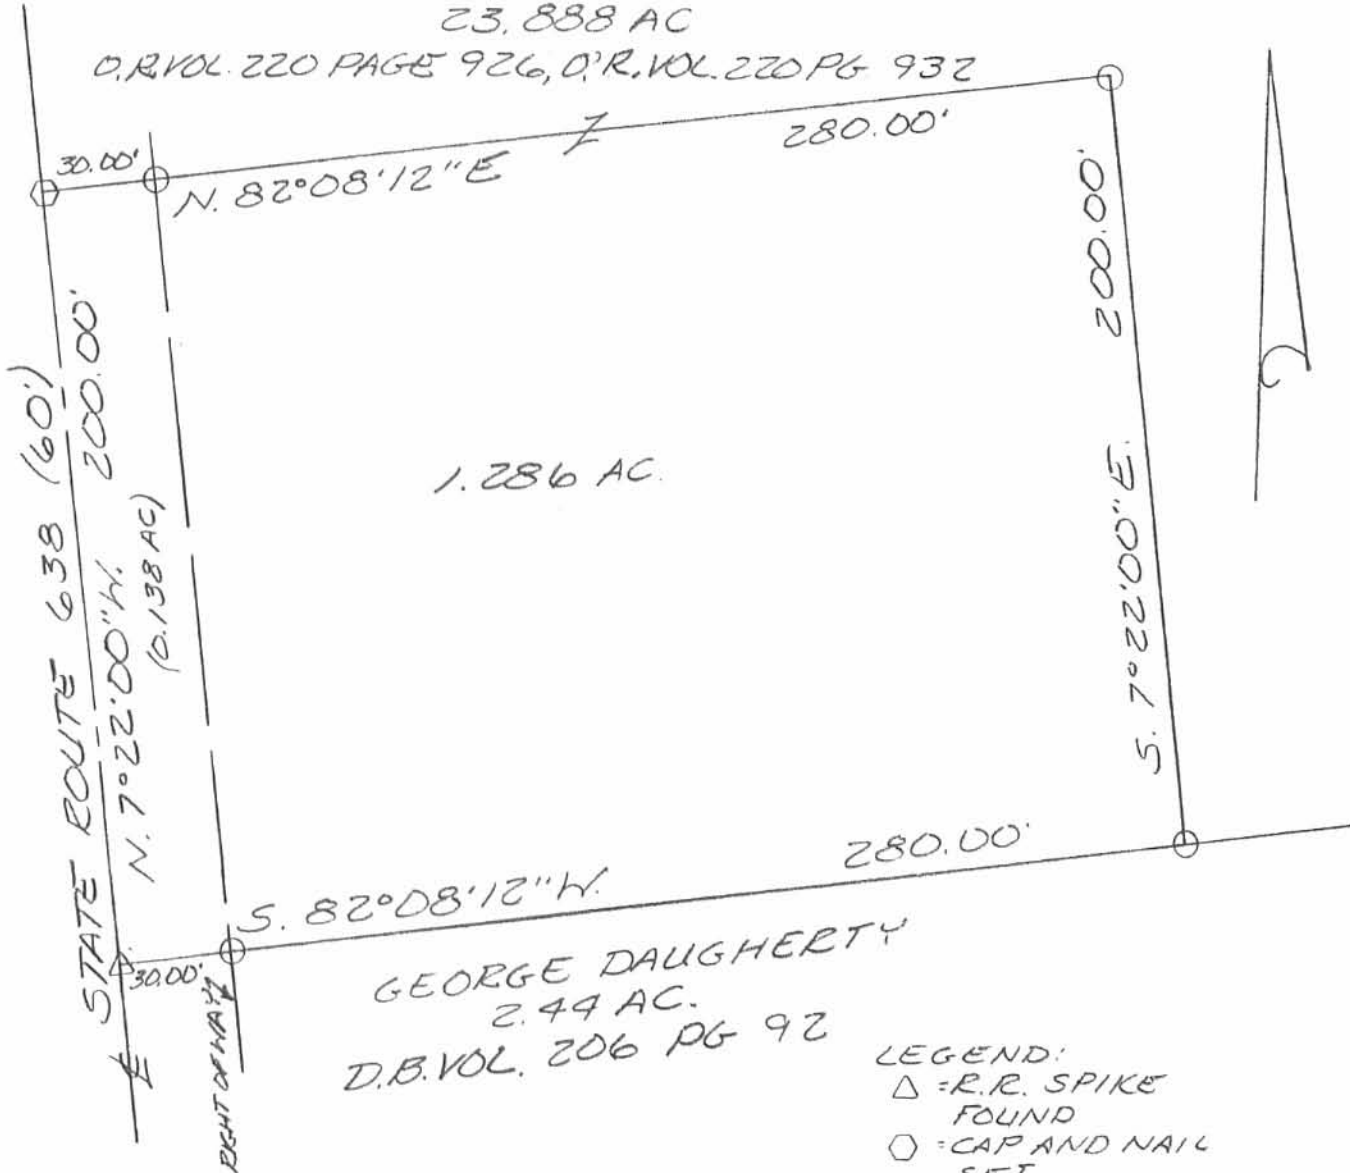 23.888 AC
O.R.VOL. 220 PAGE 926, O.R.VOL.220 PG 932
30.00'
N. 82°08'12"E
280.00'
STATE ROUTE 638 (60')
N. 7°22'00"W. 200.00'
(0.138 AC)
1.286 AC.
S. 7°22'00"E. 200.00'
S. 82°08'12"W.
280.00'
30.00'
RIGHT OF WAY
GEORGE DAUGHERTY
2.44 AC.
D.B.VOL. 206 PG 92
LEGEND:
△ = R.R. SPIKE
FOUND
⬡ = CAP AND NAIL